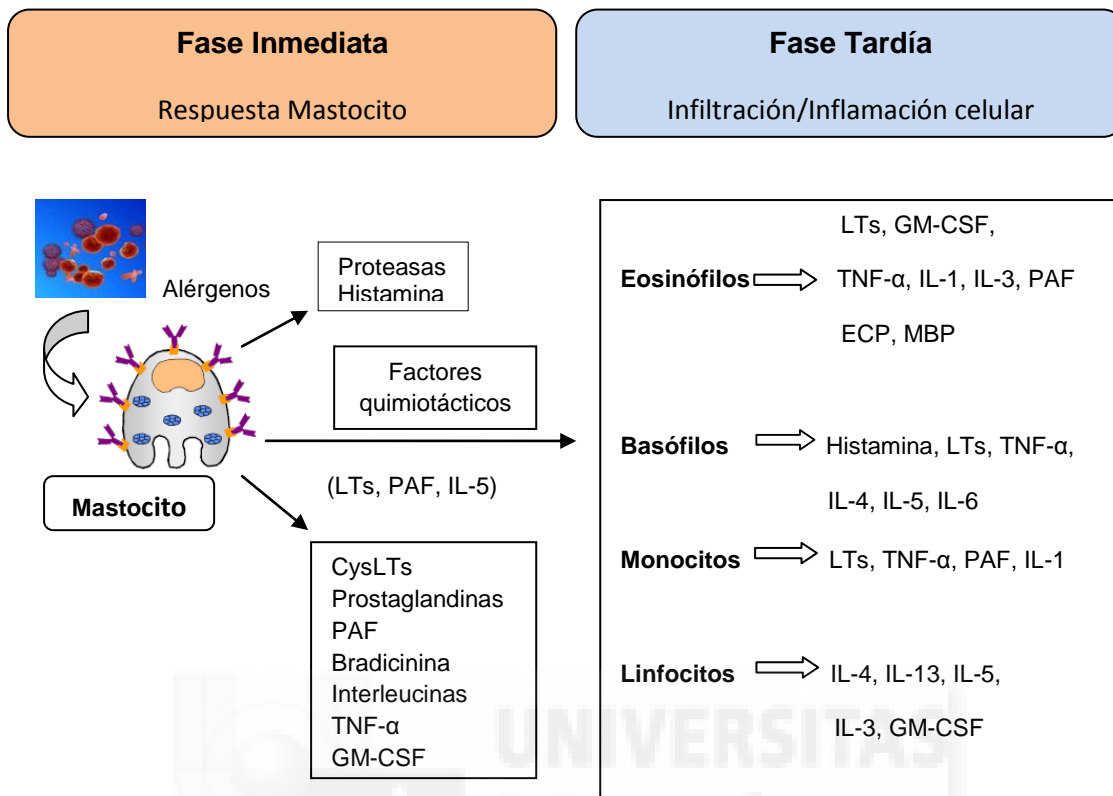 Fase Inmediata
Respuesta Mastocito
Fase Tardía
Infiltración/Inflamación celular
Alérgenos
Mastocito
Proteasas
Histamina
Factores
quimiotácticos
(LTs, PAF, IL-5)
CysLTs
Prostaglandinas
PAF
Bradicinina
Interleucinas
TNF-α
GM-CSF
LTs, GM-CSF,
Eosinófilos TNF-α, IL-1, IL-3, PAF
ECP, MBP
Basófilos Histamina, LTs, TNF-α,
IL-4, IL-5, IL-6
Monocitos LTs, TNF-α, PAF, IL-1
Linfocitos IL-4, IL-13, IL-5,
IL-3, GM-CSF
UNIVERSITAS